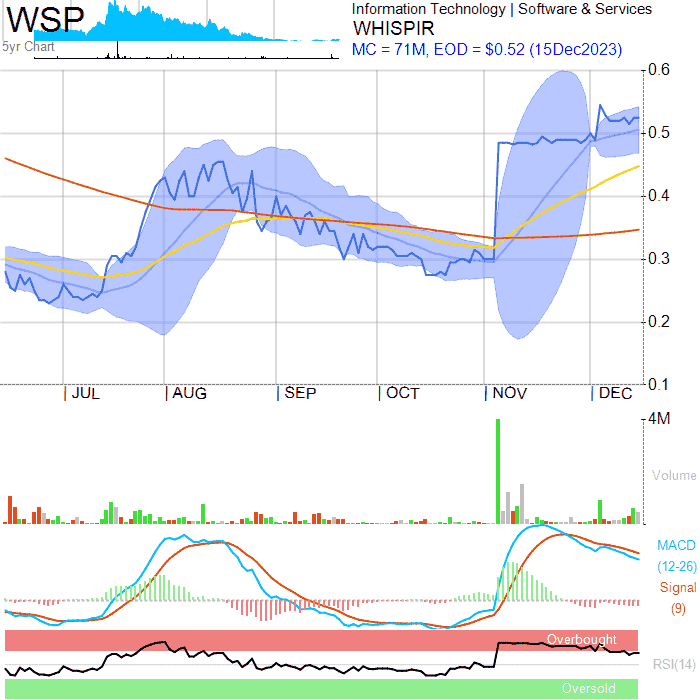 WSP
5yr Chart
Information Technology | Software & Services
WHISPIR
MC = 71M, EOD = $0.52 (15Dec2023)
0.6
0.5
0.4
0.3
0.2
0.1
JUL
AUG
SEP
OCT
NOV
DEC
4M
Volume
MACD
(12-26)
Signal
(9)
Overbought
RSI(14)
Oversold